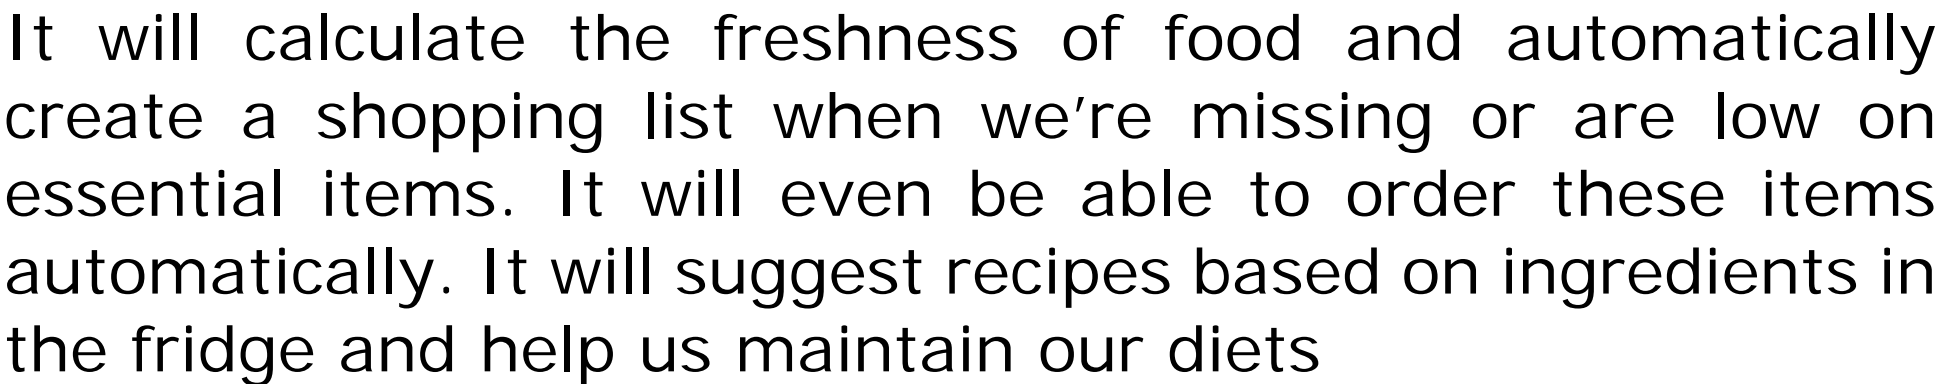 It will calculate the freshness of food and automatically
create a shopping list when we're missing or are low on
essential items. It will even be able to order these items
automatically. It will suggest recipes based on ingredients in
the fridge and help us maintain our diets